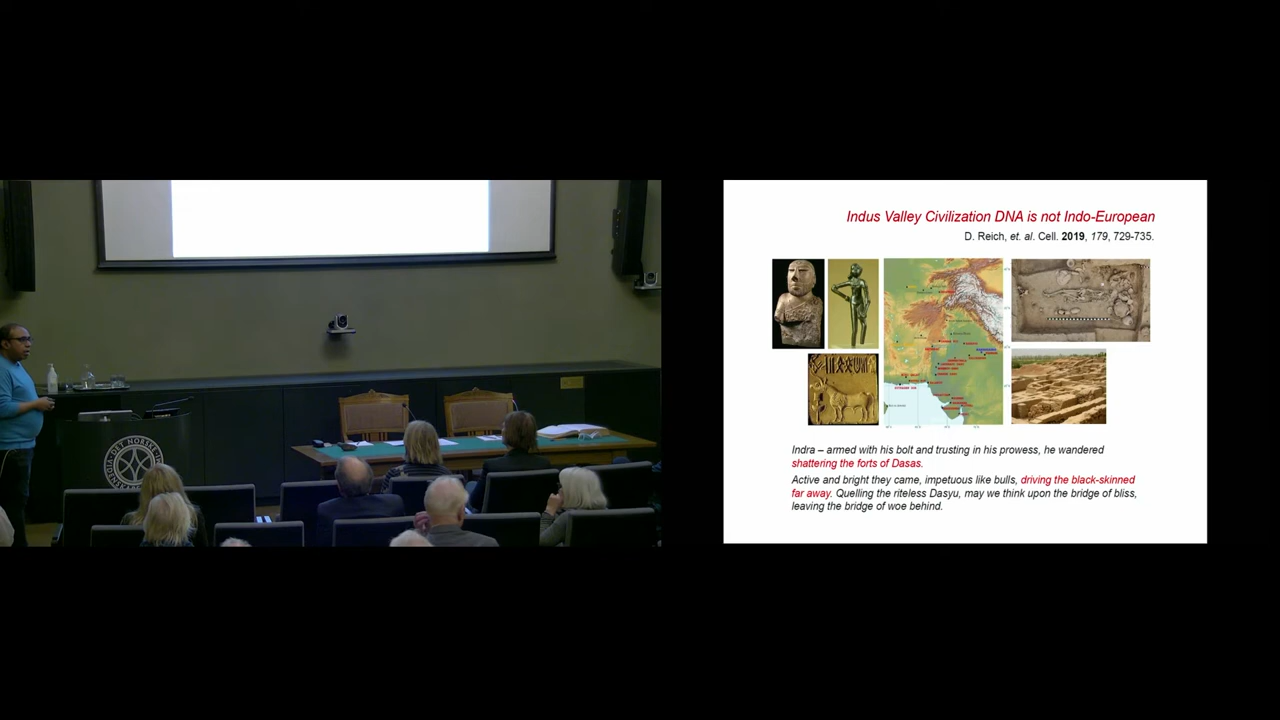 Indus Valley Civilization DNA is not Indo-European
D. Reich, et. al. Cell. 2019, 179, 729-735.
Indra – armed with his bolt and trusting in his prowess, he wandered
shattering the forts of Dasas.
Active and bright they came, impetuous like bulls, driving the black-skinned
far away. Quelling the riteless Dasyu, may we think upon the bridge of bliss,
leaving the bridge of woe behind.
DET NORSKE